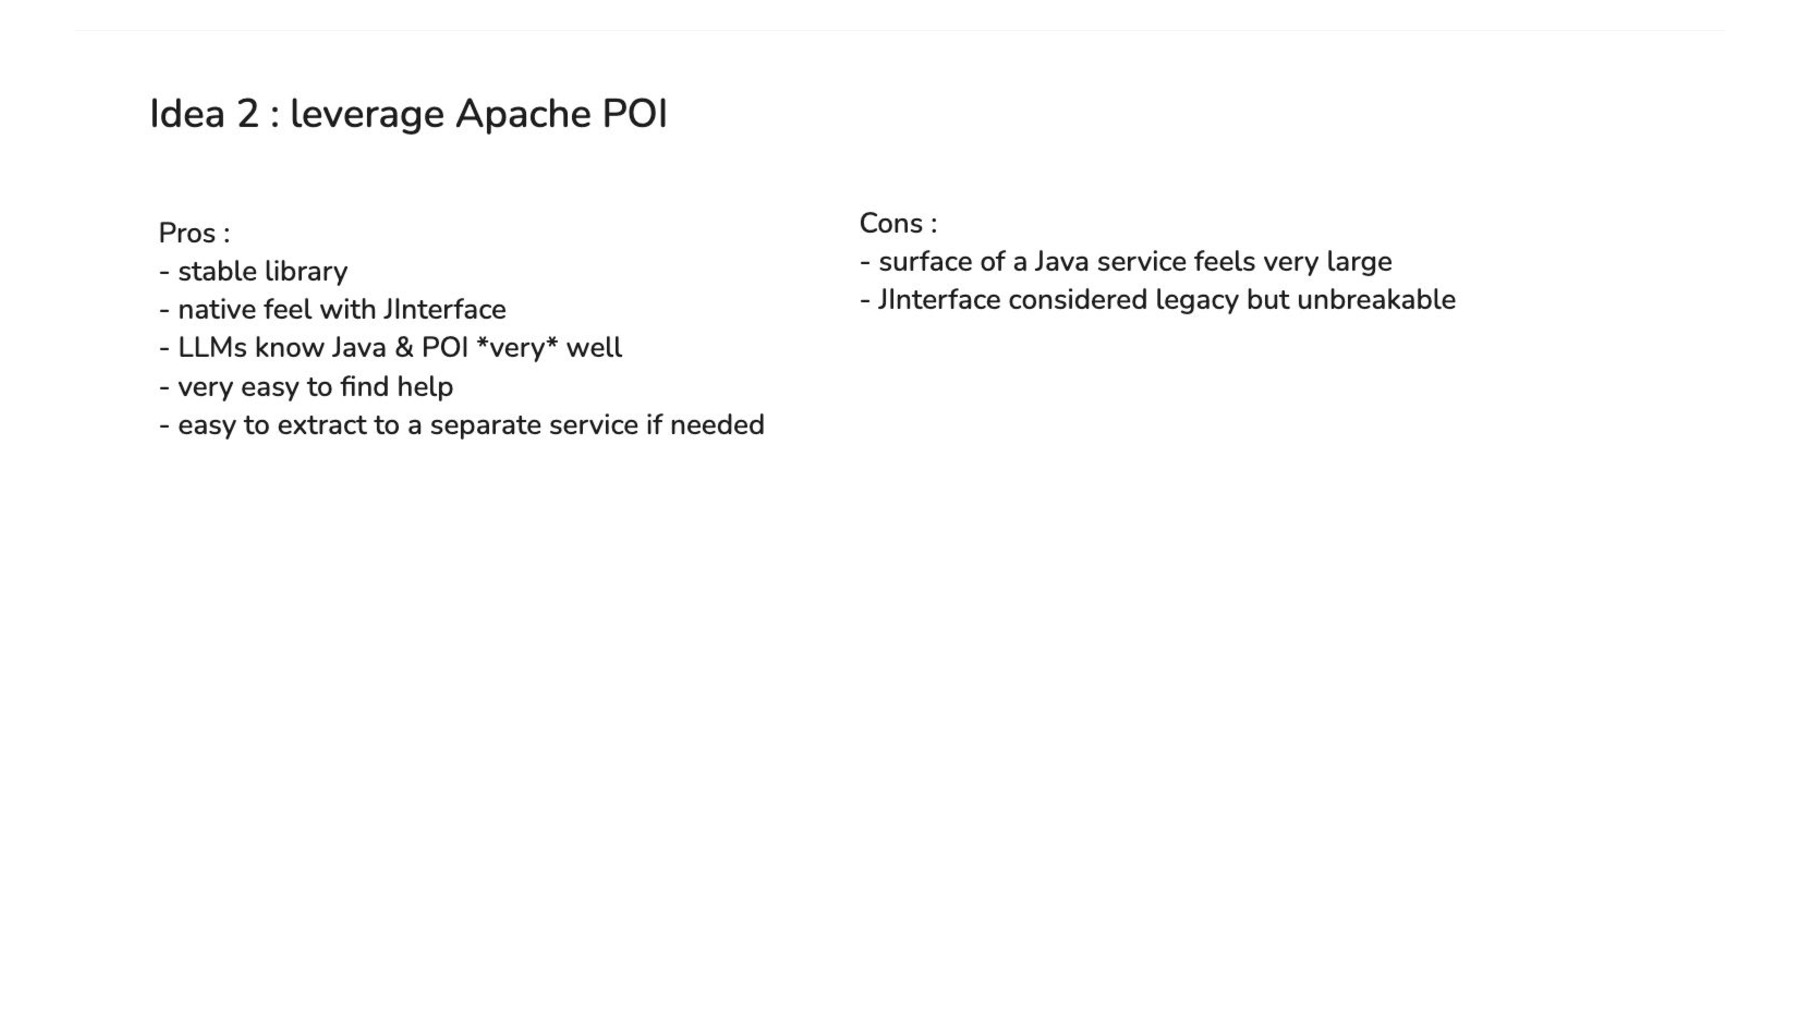 Idea 2 : leverage Apache POI
Pros :
- stable library
- native feel with JInterface
- LLMs know Java & POI *very* well
- very easy to find help
- easy to extract to a separate service if needed
Cons :
- surface of a Java service feels very large
- JInterface considered legacy but unbreakable